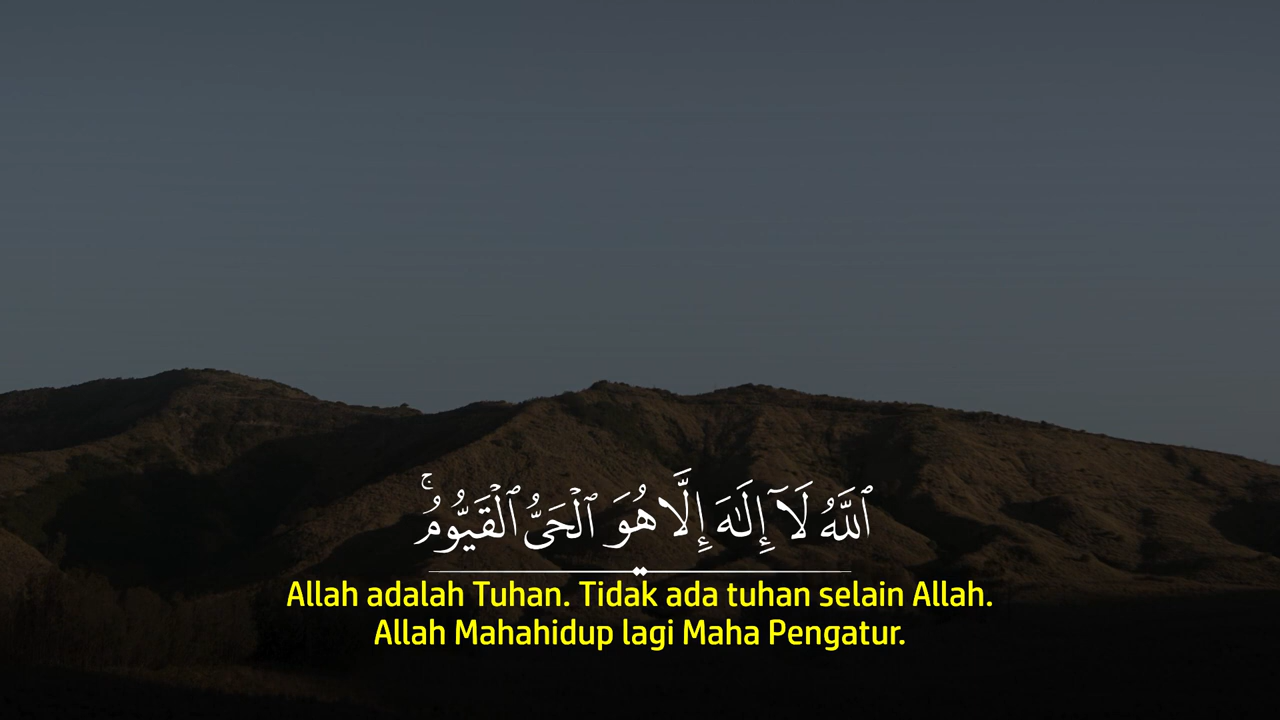 ٱللَّهُ لَآ إِلَٰهَ إِلَّا هُوَ ٱلْحَىُّ ٱلْقَيُّومُ ۚ
Allah adalah Tuhan. Tidak ada tuhan selain Allah.
Allah Mahahidup lagi Maha Pengatur.